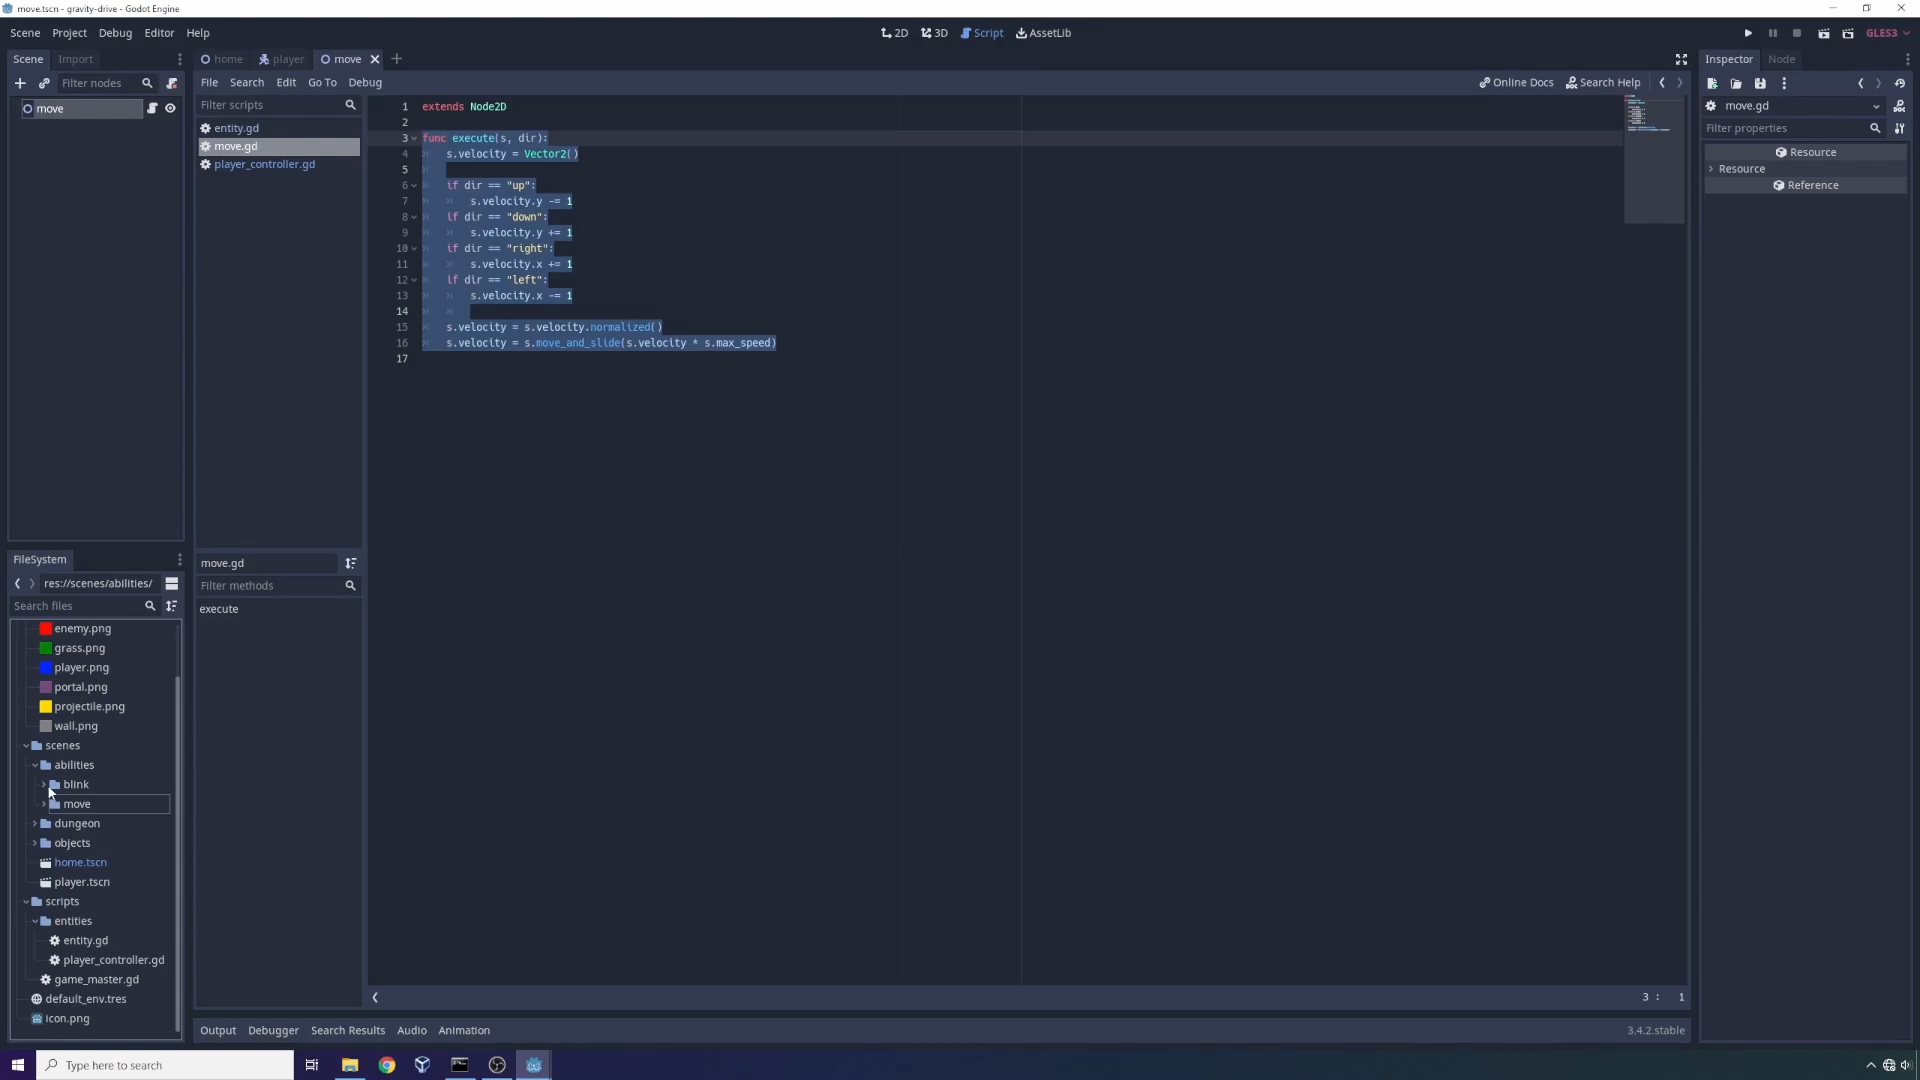 move.tscn - gravity-drive - Godot Engine
Scene Project Debug Editor Help
2D 3D Script AssetLib
GLES3
Scene Import
home player move
Inspector Node
Filter nodes
File Search Edit Go To Debug
Online Docs Search Help
move
Filter scripts
move.gd
entity.gd
move.gd
player_controller.gd
Filter properties
Resource
Resource
Reference
1 extends Node2D
2
3 func execute(s, dir):
4 s.velocity = Vector2()
5
6 if dir == "up":
7 s.velocity.y -= 1
8 if dir == "down":
9 s.velocity.y += 1
10 if dir == "right":
11 s.velocity.x += 1
12 if dir == "left":
13 s.velocity.x -= 1
14
15 s.velocity = s.velocity.normalized()
16 s.velocity = s.move_and_slide(s.velocity * s.max_speed)
17
FileSystem
res://scenes/abilities/
Search files
enemy.png
grass.png
player.png
portal.png
projectile.png
wall.png
scenes
abilities
blink
move
dungeon
objects
home.tscn
player.tscn
scripts
entities
entity.gd
player_controller.gd
game_master.gd
default_env.tres
icon.png
move.gd
Filter methods
execute
3 : 1
Output Debugger Search Results Audio Animation
3.4.2.stable
Type here to search